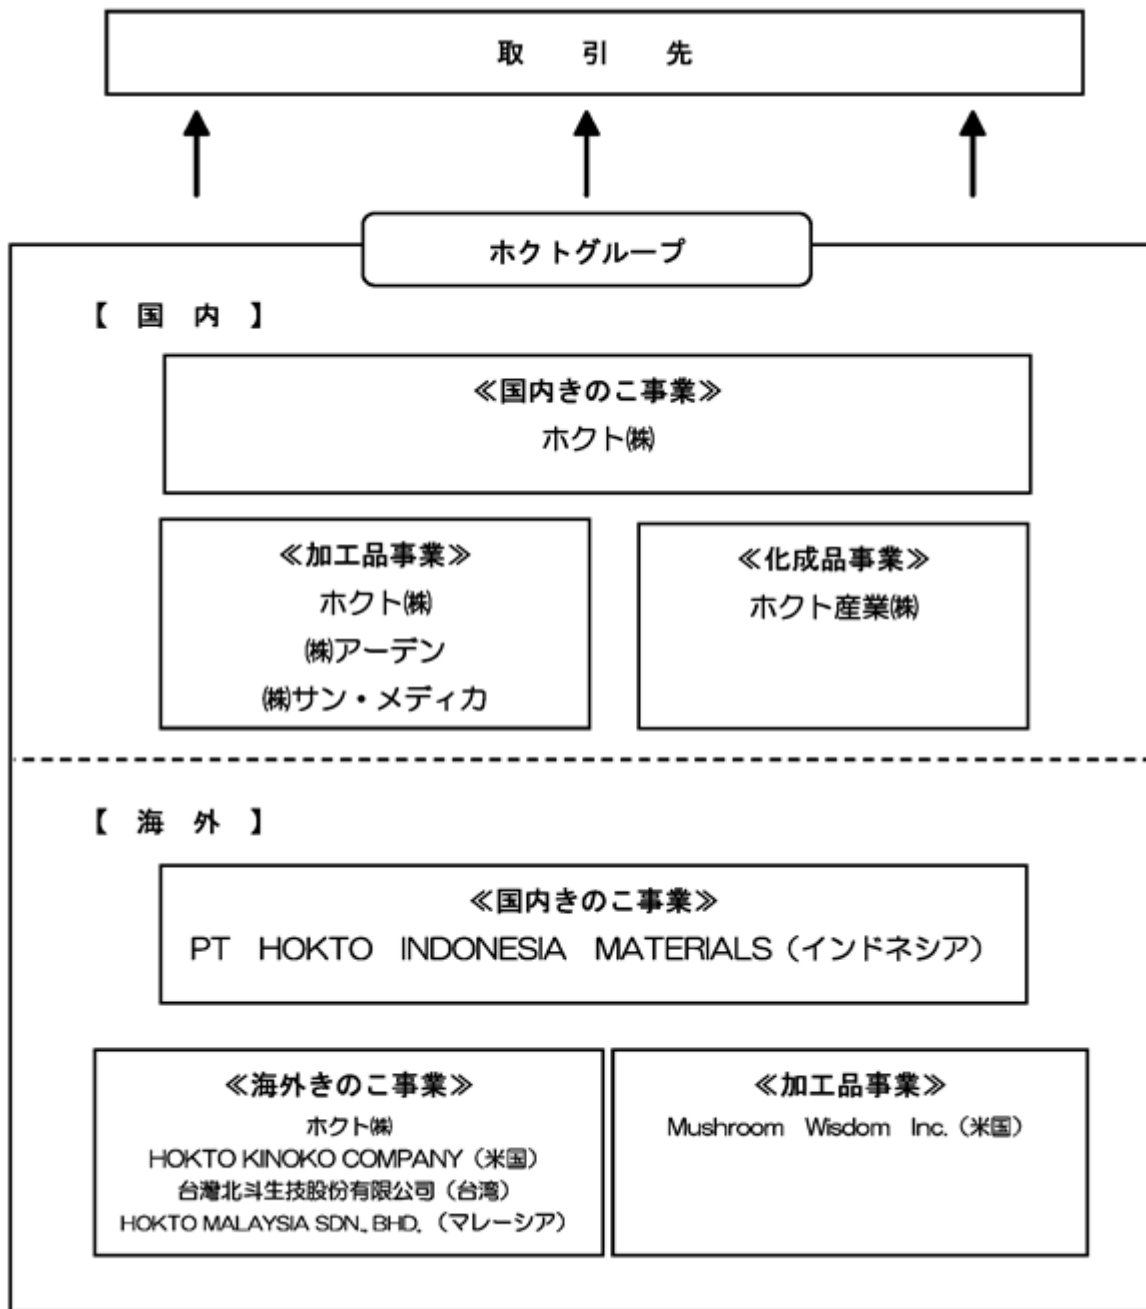 取 引 先
ホクトグループ
【 国 内 】
≪国内きのこ事業≫
ホクト㈱
≪加工品事業≫
ホクト㈱
㈱アーデン
㈱サン・メディカ
≪化成品事業≫
ホクト産業㈱
【 海 外 】
≪国内きのこ事業≫
PT HOKTO INDONESIA MATERIALS（インドネシア）
≪海外きのこ事業≫
ホクト㈱
HOKTO KINOKO COMPANY（米国）
台灣北斗生技股份有限公司（台湾）
HOKTO MALAYSIA SDN. BHD.（マレーシア）
≪加工品事業≫
Mushroom Wisdom Inc.（米国）